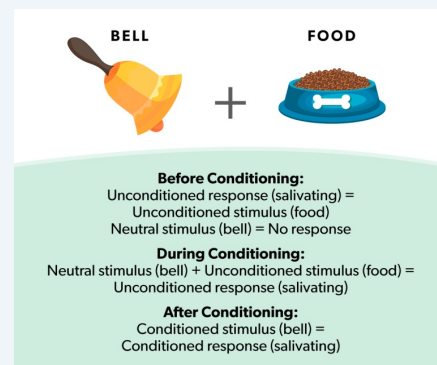 BELL
FOOD
+
Before Conditioning:
Unconditioned response (salivating) =
Unconditioned stimulus (food)
Neutral stimulus (bell) = No response
During Conditioning:
Neutral stimulus (bell) + Unconditioned stimulus (food) =
Unconditioned response (salivating)
After Conditioning:
Conditioned stimulus (bell) =
Conditioned response (salivating)